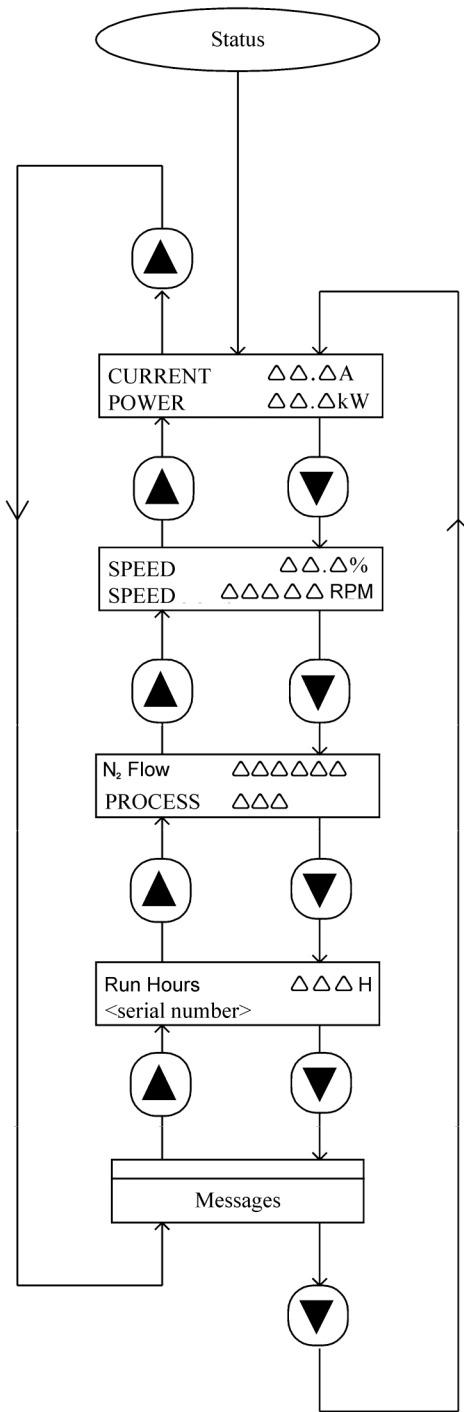 Status
CURRENT △△.△A
POWER △△.△kW
SPEED △△.△%
SPEED △△△△△ RPM
N₂ Flow △△△△△△
PROCESS △△△
Run Hours △△△H
<serial number>
Messages